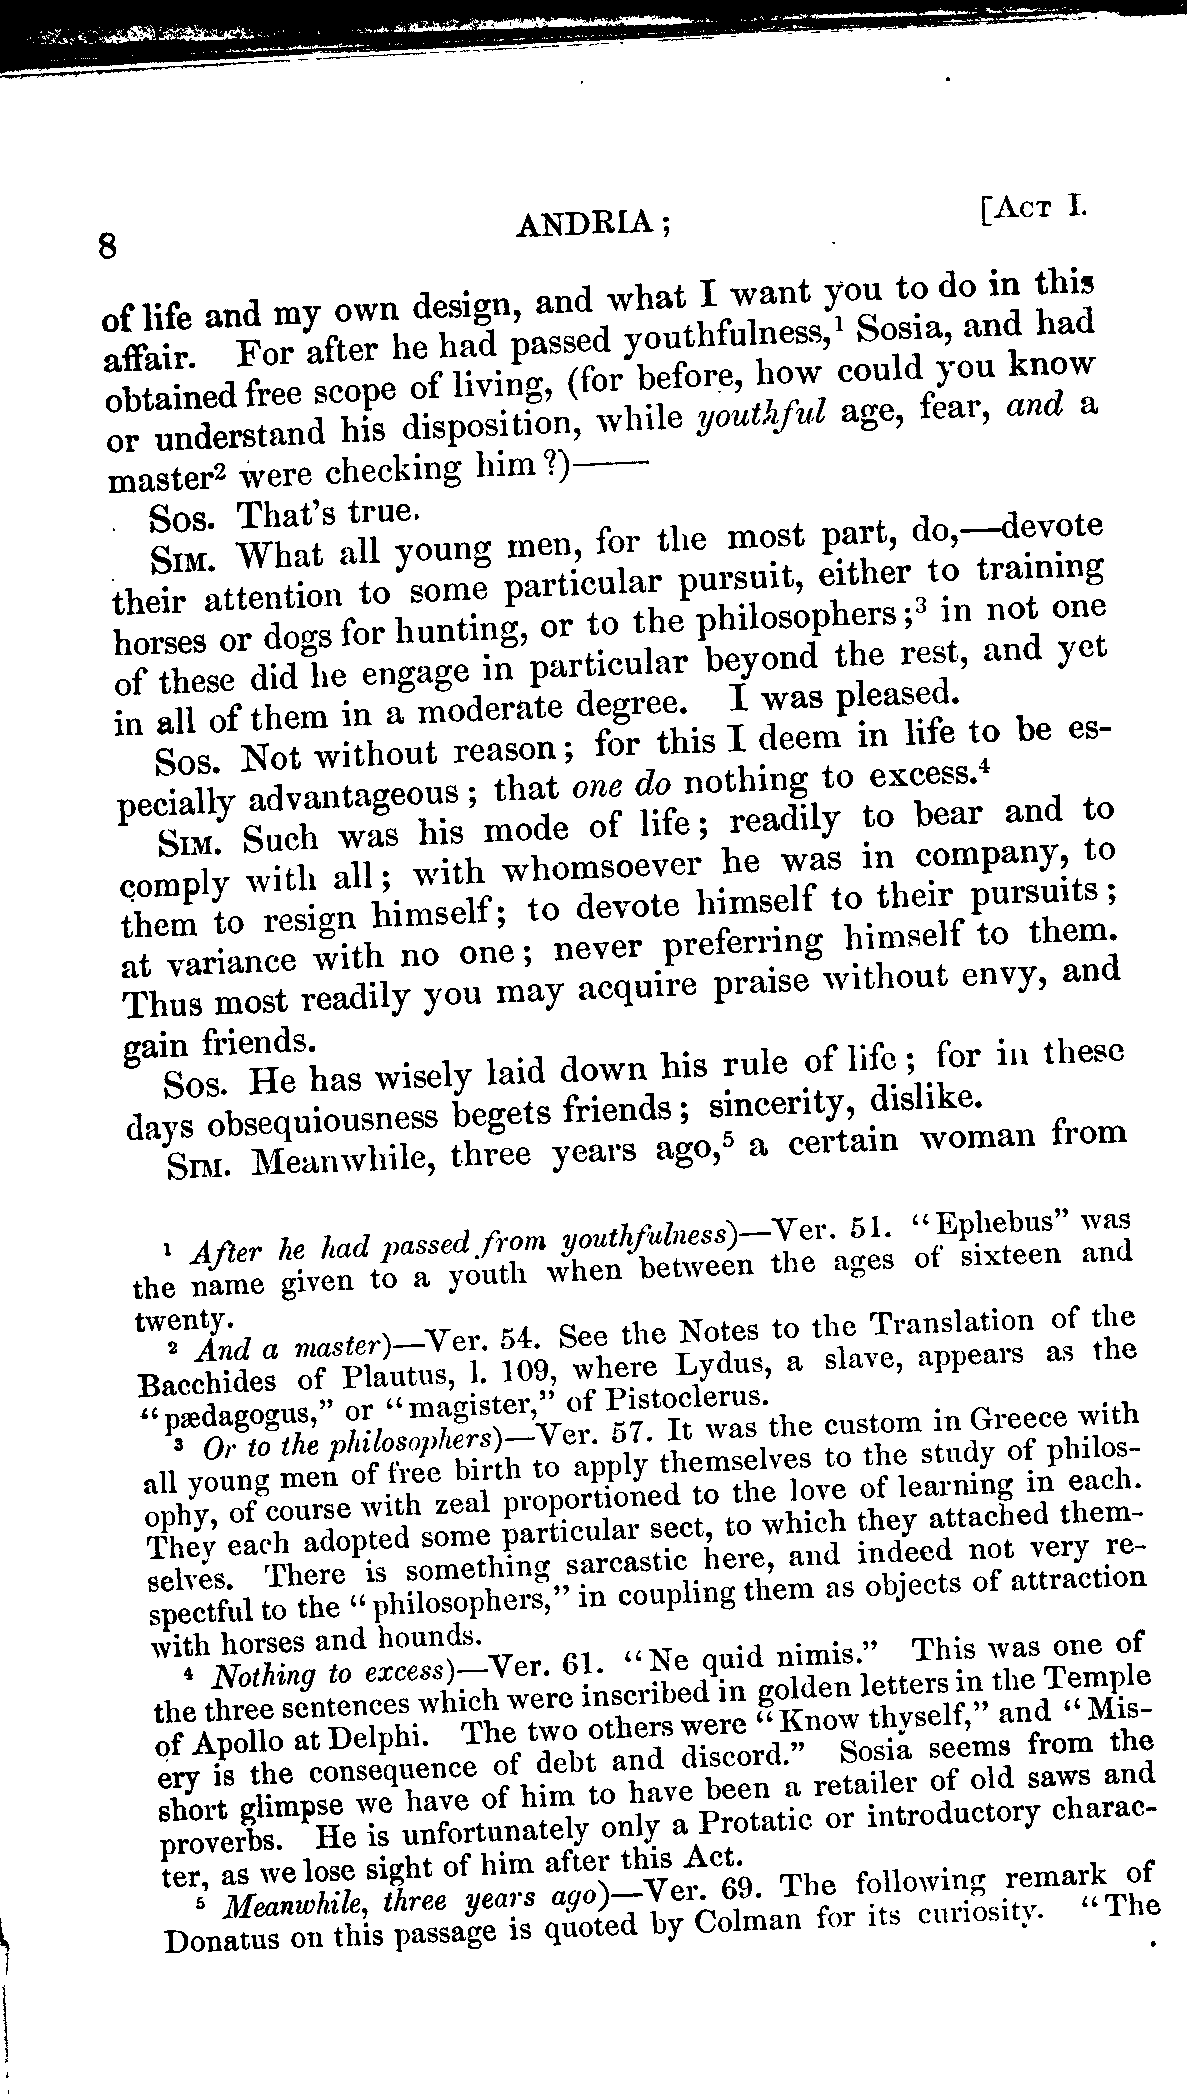 8 ANDRIA; [ACT I.
of life and my own design, and what I want you to do in this
affair. For after he had passed youthfulness,¹ Sosia, and had
obtained free scope of living, (for before, how could you know
or understand his disposition, while youthful age, fear, and a
master² were checking him?)——
SOS. That's true.
SIM. What all young men, for the most part, do,—devote
their attention to some particular pursuit, either to training
horses or dogs for hunting, or to the philosophers;³ in not one
of these did he engage in particular beyond the rest, and yet
in all of them in a moderate degree. I was pleased.
SOS. Not without reason; for this I deem in life to be es-
pecially advantageous; that one do nothing to excess.⁴
SIM. Such was his mode of life; readily to bear and to
comply with all; with whomsoever he was in company, to
them to resign himself; to devote himself to their pursuits;
at variance with no one; never preferring himself to them.
Thus most readily you may acquire praise without envy, and
gain friends.
SOS. He has wisely laid down his rule of life; for in these
days obsequiousness begets friends; sincerity, dislike.
SIM. Meanwhile, three years ago,⁵ a certain woman from
¹ After he had passed from youthfulness)—Ver. 51. "Ephebus" was
the name given to a youth when between the ages of sixteen and
twenty.
² And a master)—Ver. 54. See the Notes to the Translation of the
Bacchides of Plautus, l. 109, where Lydus, a slave, appears as the
"pædagogus," or "magister," of Pistoclerus.
³ Or to the philosophers)—Ver. 57. It was the custom in Greece with
all young men of free birth to apply themselves to the study of philos-
ophy, of course with zeal proportioned to the love of learning in each.
They each adopted some particular sect, to which they attached them-
selves. There is something sarcastic here, and indeed not very re-
spectful to the "philosophers," in coupling them as objects of attraction
with horses and hounds.
⁴ Nothing to excess)—Ver. 61. "Ne quid nimis." This was one of
the three sentences which were inscribed in golden letters in the Temple
of Apollo at Delphi. The two others were "Know thyself," and "Mis-
ery is the consequence of debt and discord." Sosia seems from the
short glimpse we have of him to have been a retailer of old saws and
proverbs. He is unfortunately only a Protatic or introductory charac-
ter, as we lose sight of him after this Act.
⁵ Meanwhile, three years ago)—Ver. 69. The following remark of
Donatus on this passage is quoted by Colman for its curiosity. "The